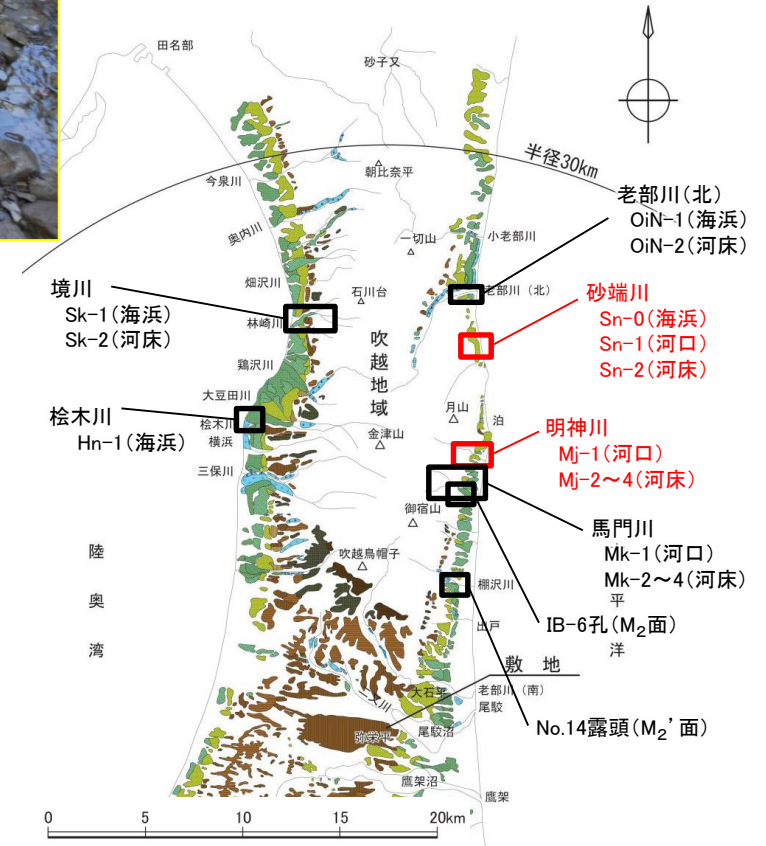 田名部
砂子又
半径30km
朝比奈平
今泉川
奥内川
一切山
小老部川
老部川(北)
OiN-1(海浜)
OiN-2(河床)
畑沢川
石川台
老部川(北)
境川
Sk-1(海浜)
Sk-2(河床)
林崎川
砂端川
Sn-0(海浜)
Sn-1(河口)
Sn-2(河床)
吹越地域
鶏沢川
大豆田川
月山
泊
桧木川
Hn-1(海浜)
桧木川
横浜
金津山
明神川
Mj-1(河口)
Mj-2~4(河床)
三保川
御宿山
馬門川
Mk-1(河口)
Mk-2~4(河床)
陸奥湾
吹越烏帽子
棚沢川
平
洋
出戸
IB-6孔(M₂面)
敷 地
大石平
老部川(南)
二又川
尾駮
尾駮沼
弥栄平
No.14露頭(M₂'面)
鷹架沼
鷹架
0 5 10 15 20km